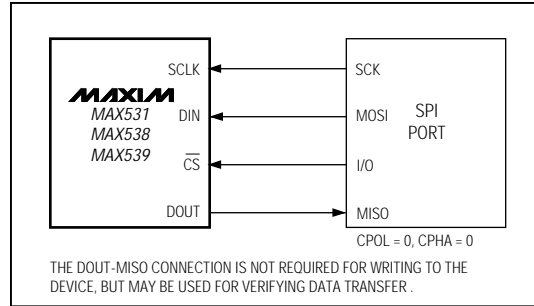 SCLK SCK
MAXIM
MAX531 DIN MOSI SPI
MAX538 PORT
MAX539 CS I/O
DOUT MISO
CPOL = 0, CPHA = 0
THE DOUT-MISO CONNECTION IS NOT REQUIRED FOR WRITING TO THE
DEVICE, BUT MAY BE USED FOR VERIFYING DATA TRANSFER .